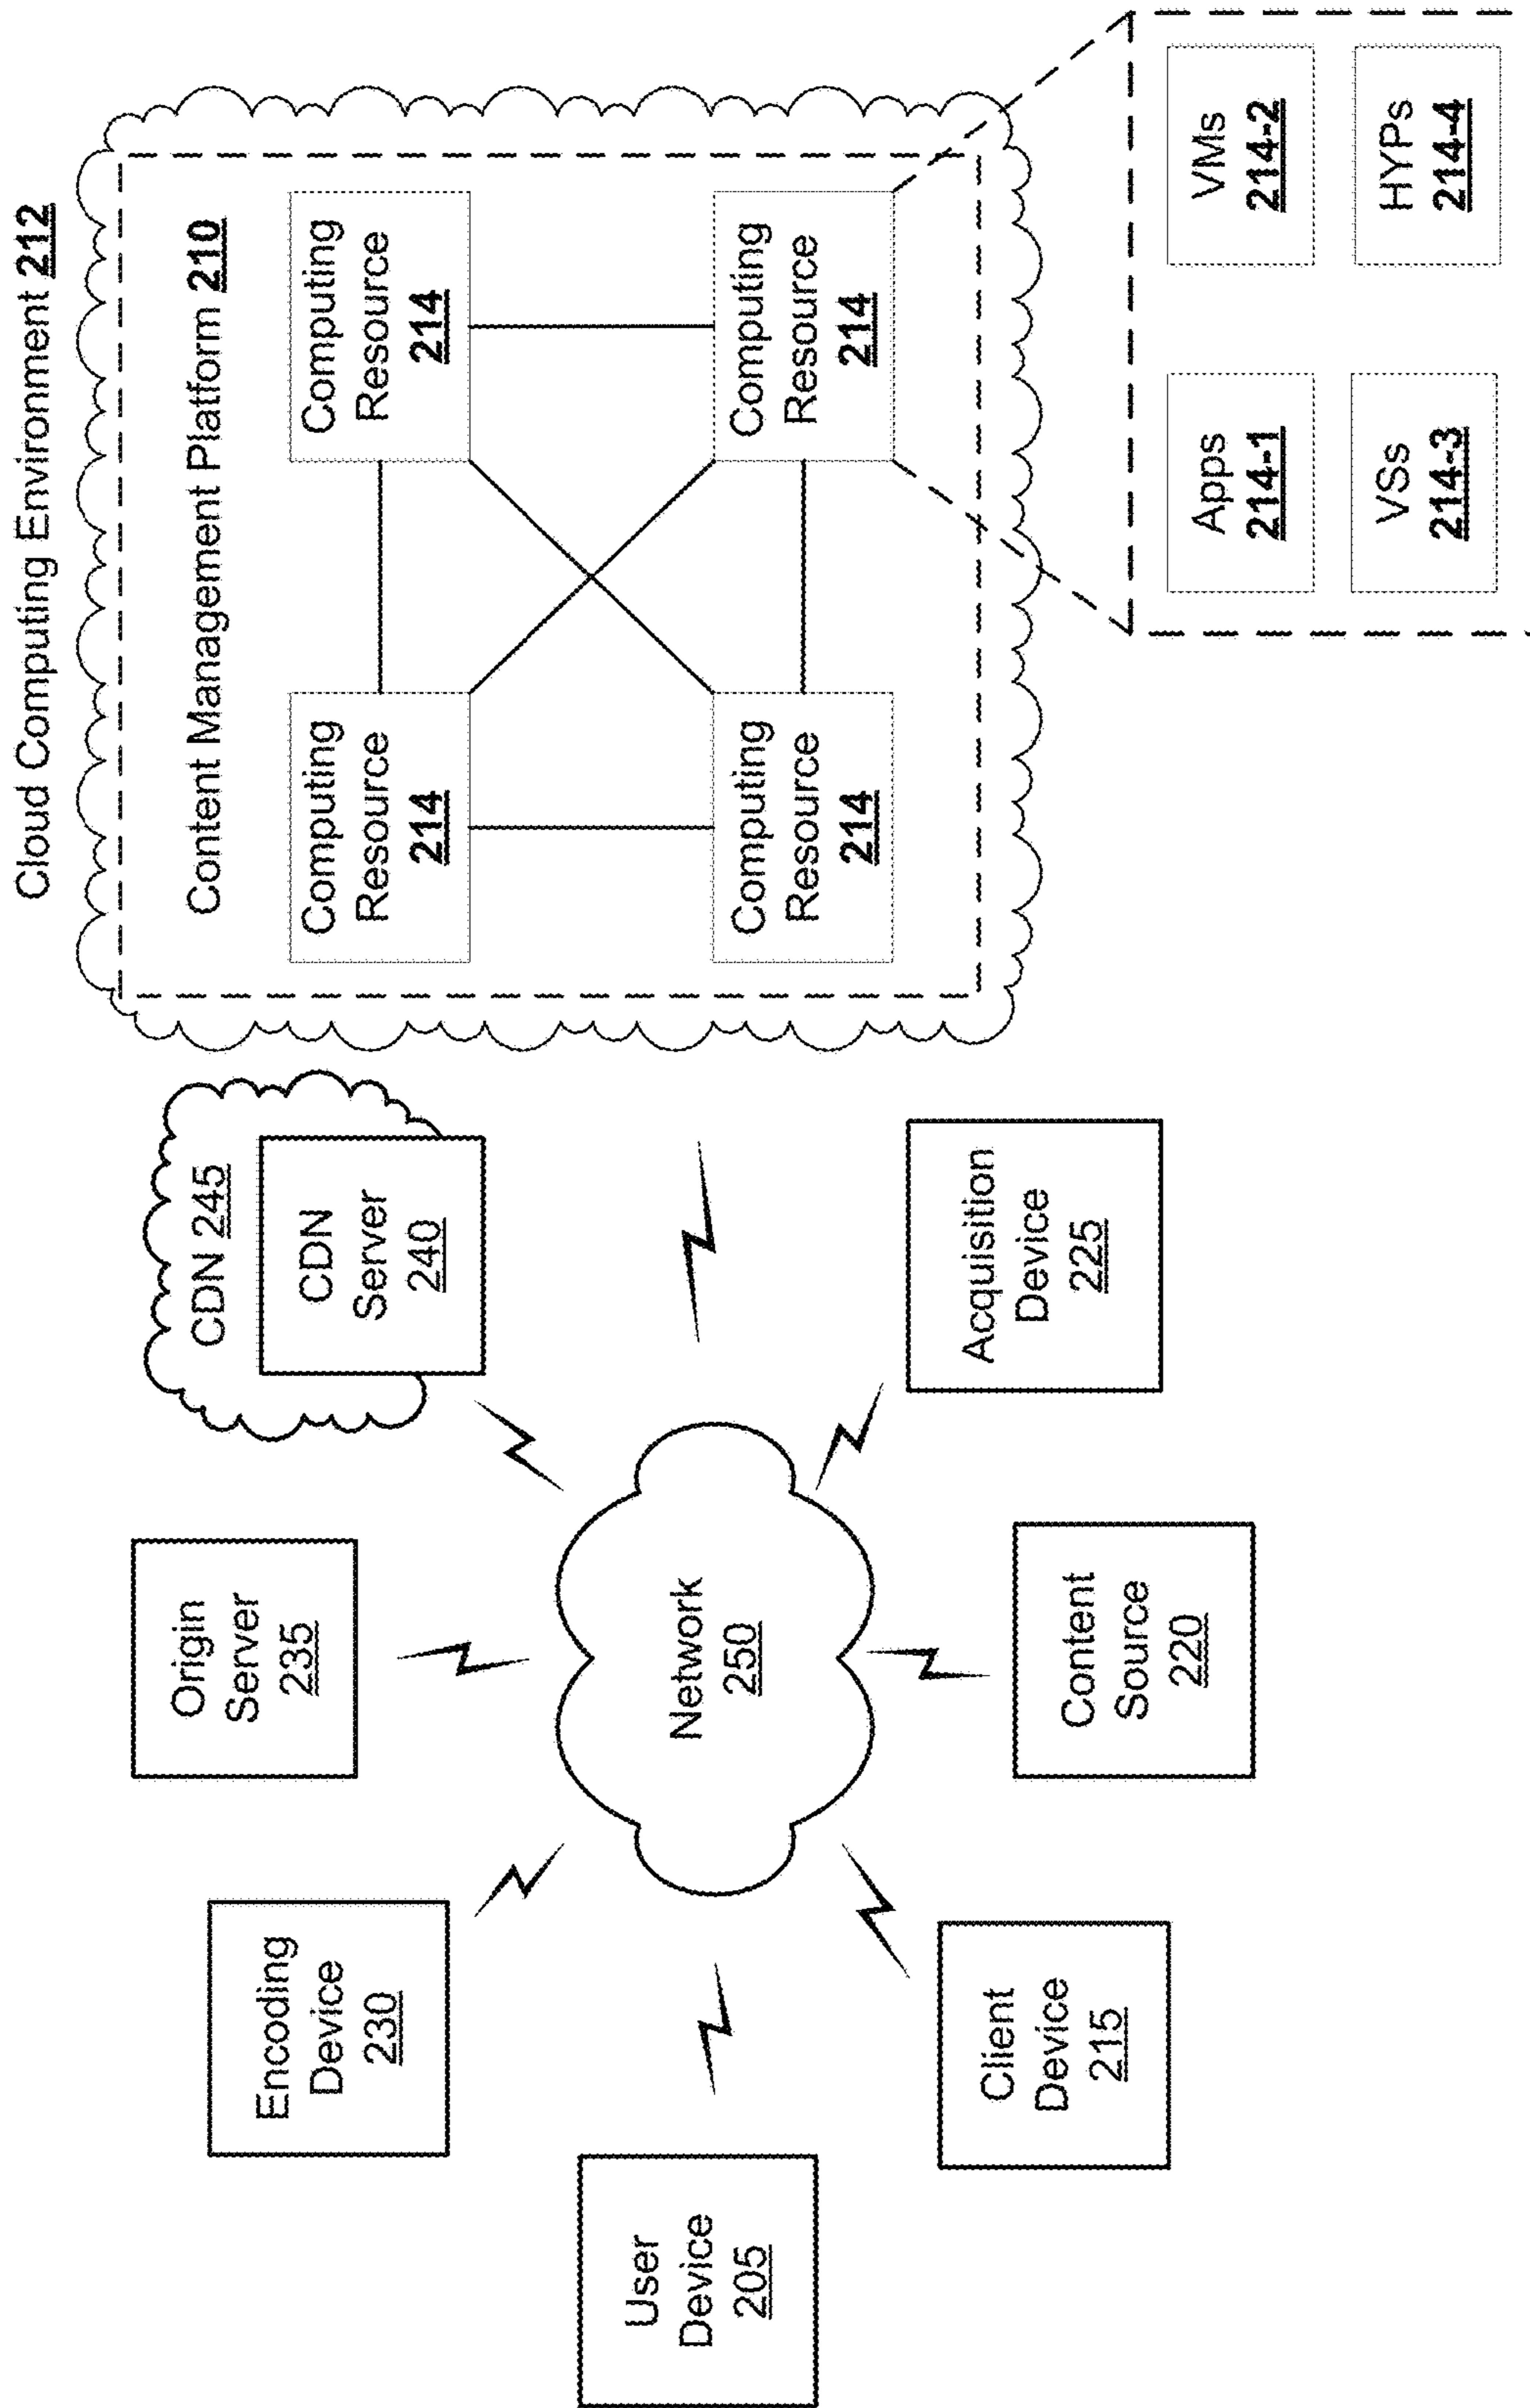 Cloud Computing Environment 212
Content Management Platform 210
Computing
Resource
214
Computing
Resource
214
Computing
Resource
214
Computing
Resource
214
Apps
214-1
VMs
214-2
VSs
214-3
HYPs
214-4
CDN 245
CDN
Server
240
Origin
Server
235
Encoding
Device
230
User
Device
205
Network
250
Client
Device
215
Content
Source
220
Acquisition
Device
225